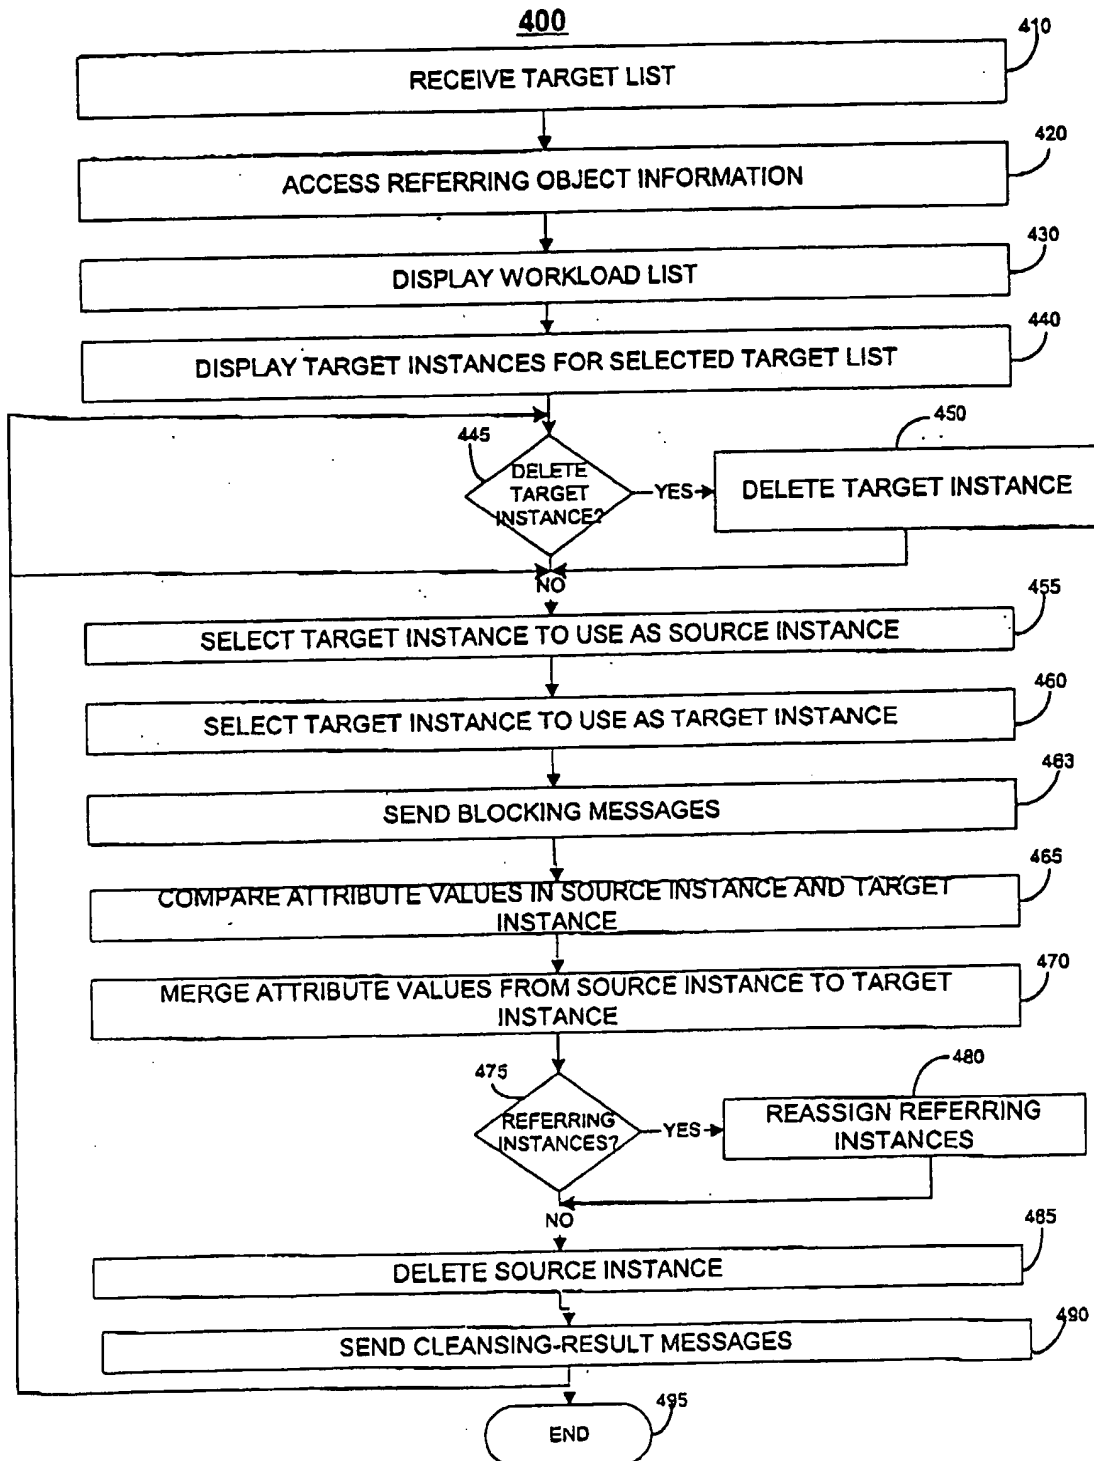 400
410
RECEIVE TARGET LIST
420
ACCESS REFERRING OBJECT INFORMATION
430
DISPLAY WORKLOAD LIST
440
DISPLAY TARGET INSTANCES FOR SELECTED TARGET LIST
445
450
DELETE
TARGET
INSTANCE?
YES
DELETE TARGET INSTANCE
NO
455
SELECT TARGET INSTANCE TO USE AS SOURCE INSTANCE
460
SELECT TARGET INSTANCE TO USE AS TARGET INSTANCE
463
SEND BLOCKING MESSAGES
465
COMPARE ATTRIBUTE VALUES IN SOURCE INSTANCE AND TARGET
INSTANCE
470
MERGE ATTRIBUTE VALUES FROM SOURCE INSTANCE TO TARGET
INSTANCE
475
480
REFERRING
INSTANCES?
YES
REASSIGN REFERRING
INSTANCES
NO
485
DELETE SOURCE INSTANCE
490
SEND CLEANSING-RESULT MESSAGES
495
END